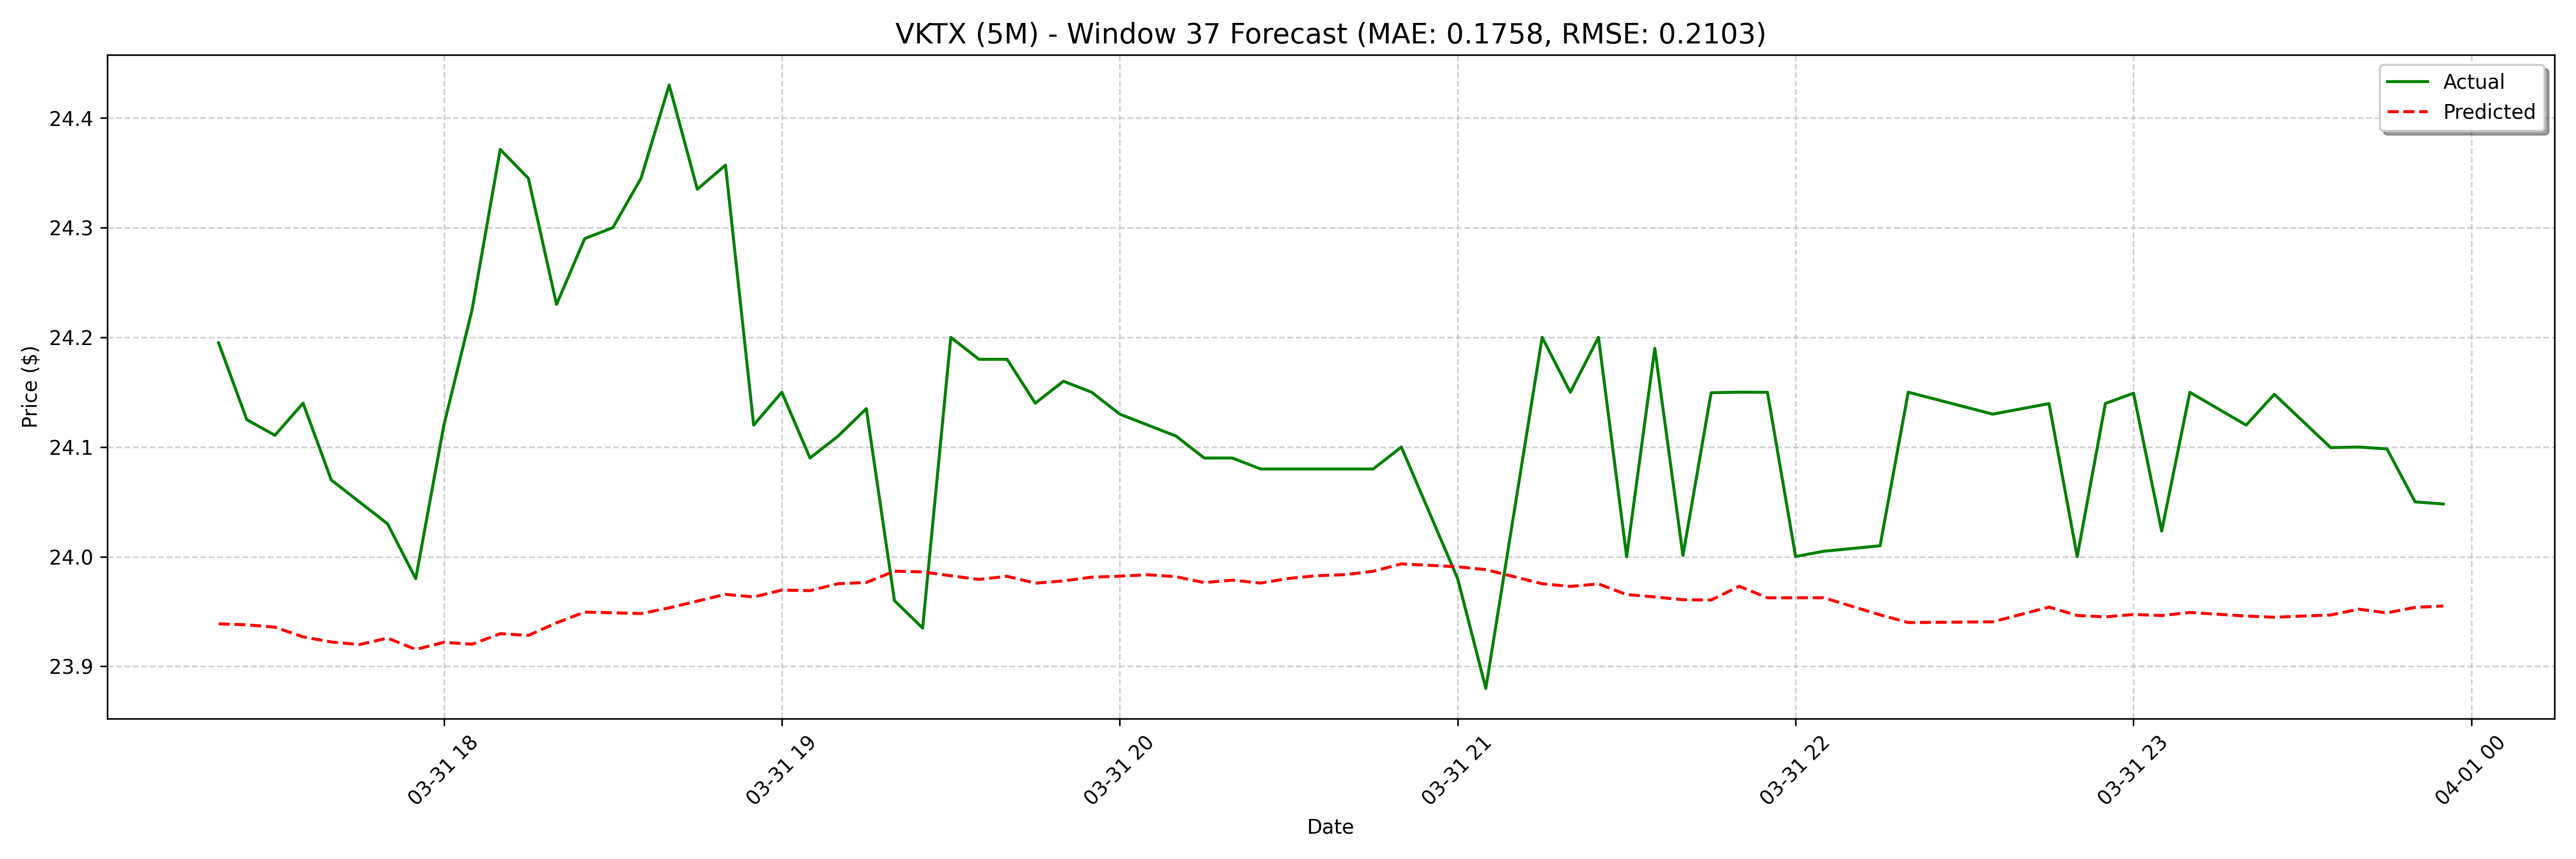 VKTX (5M) - Window 37 Forecast (MAE: 0.1758, RMSE: 0.2103)
Actual
Predicted
Price ($)
24.4
24.3
24.2
24.1
24.0
23.9
03-31 18
03-31 19
03-31 20
03-31 21
03-31 22
03-31 23
04-01 00
Date